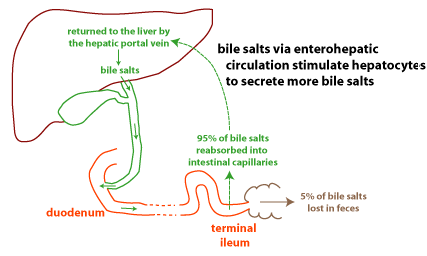 returned to the liver by
the hepatic portal vein
bile salts
bile salts via enterohepatic
circulation stimulate hepatocytes
to secrete more bile salts
95% of bile salts
reabsorbed into
intestinal capillaries
duodenum
terminal
ileum
5% of bile salts
lost in feces